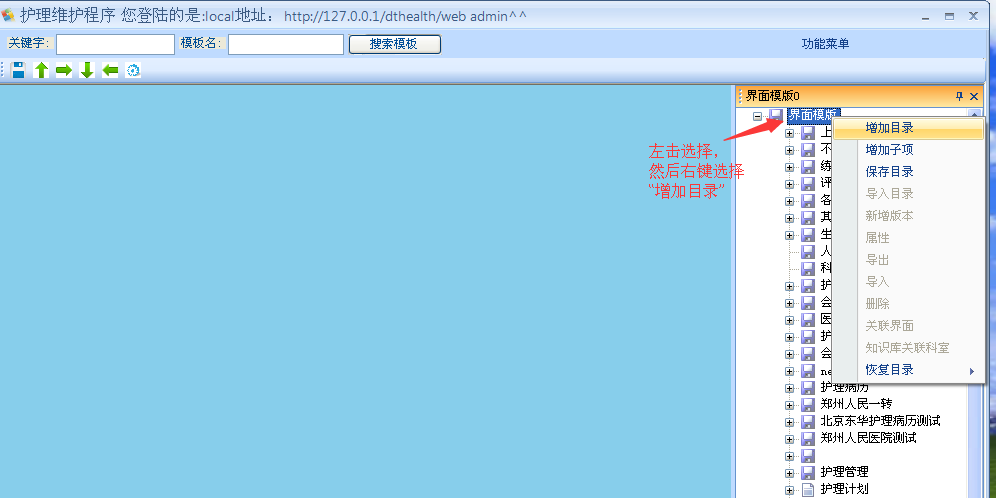 护理维护程序 您登陆的是:local地址: http://127.0.0.1/dthealth/web admin^^
关键字: 模板名: 搜索模板 功能菜单
界面模版0
界面模版
左击选择，
然后右键选择
"增加目录"
增加目录
增加子项
保存目录
导入目录
新增版本
属性
导出
导入
删除
关联界面
知识库关联科室
恢复目录
上
不
练
评
各
其
生
人
科
护
会
医
护
会
ne
护理病历
郑州人民一转
北京东华护理病历测试
郑州人民医院测试
护理管理
护理计划